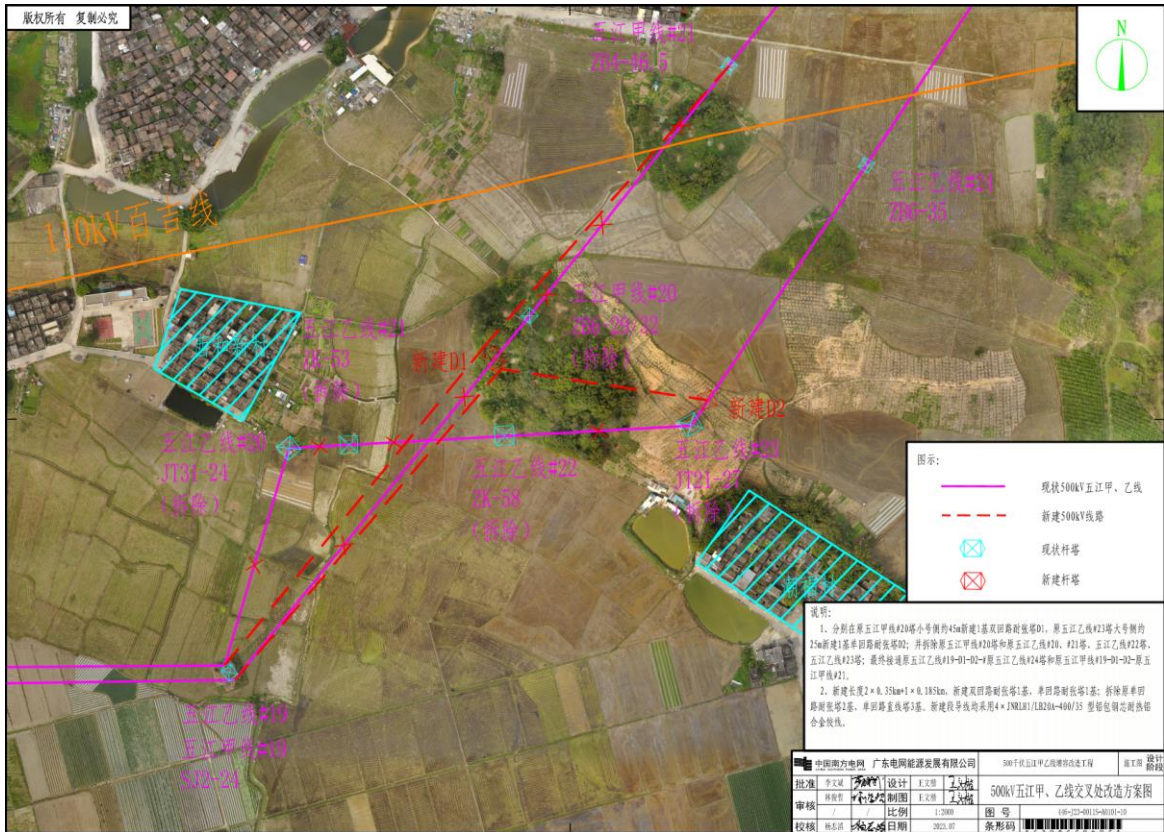 版权所有 复制必究
N
五江甲线#21
ZB4-46.5
五江乙线#24
ZB6-35
110kV百吉线
五江甲线#20
ZB6-29/32
(拆除)
五江乙线#21
ZK-53
(拆除)
新建D1
新建D2
五江乙线#20
JT31-24
(拆除)
五江乙线#22
ZK-58
(拆除)
五江乙线#23
JT21-27
(拆除)
五江乙线#19
五江甲线#19
SJ2-24
图示:
现状500kV五江甲、乙线
新建500kV线路
现状杆塔
新建杆塔
说明:
1、分别在原五江甲线#20塔小号侧约45m新建1基双回路耐张塔D1,原五江乙线#23塔大号侧约
25m新建1基单回路耐张塔D2;并拆除原五江甲线#20塔和原五江乙线#20、#21塔、五江乙线#22塔、
五江乙线#23塔;最终接通原五江乙线#19-D1-D2-#原五江乙线#24塔和原五江甲线#19-D1-D2-原五
江甲线#21。
2、新建长度2×0.35km+1×0.185km,新建双回路耐张塔1基,单回路耐张塔1基;拆除原单回
路耐张塔2基,单回路直线塔3基。新建段导线均采用4×JNRLH1/LB20A-400/35 型铝包钢芯耐热铝
合金绞线。
中国南方电网 广东电网能源发展有限公司
500千伏五江甲乙线增容改造工程
施工图 设计阶段
批准 李文斌 设计 王文楷
审核 制图 王文楷
比例 1:2000
校核 日期 2023.07
500kV五江甲、乙线交叉处改造方案图
图 号
条形码